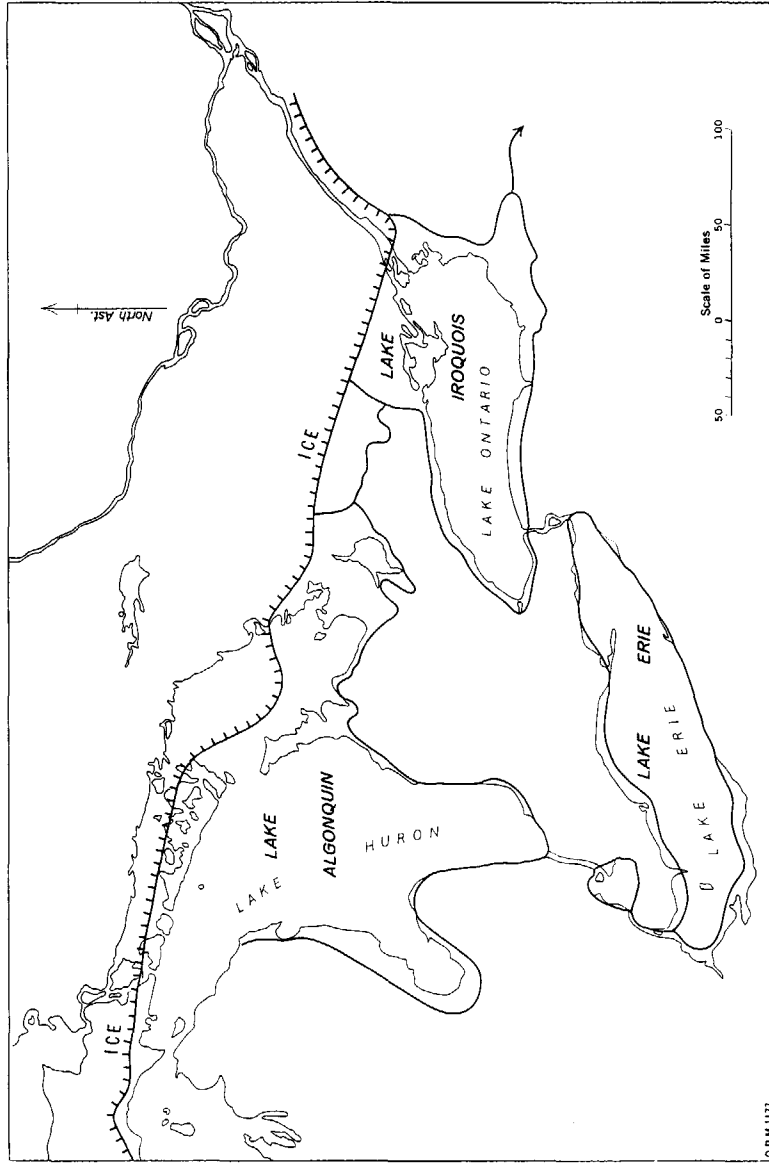 ICE
ICE
North Ast.
LAKE
ALGONQUIN
LAKE HURON
LAKE
IROQUOIS
LAKE ONTARIO
LAKE ERIE
LAKE ERIE
Scale of Miles
50 0 50 100